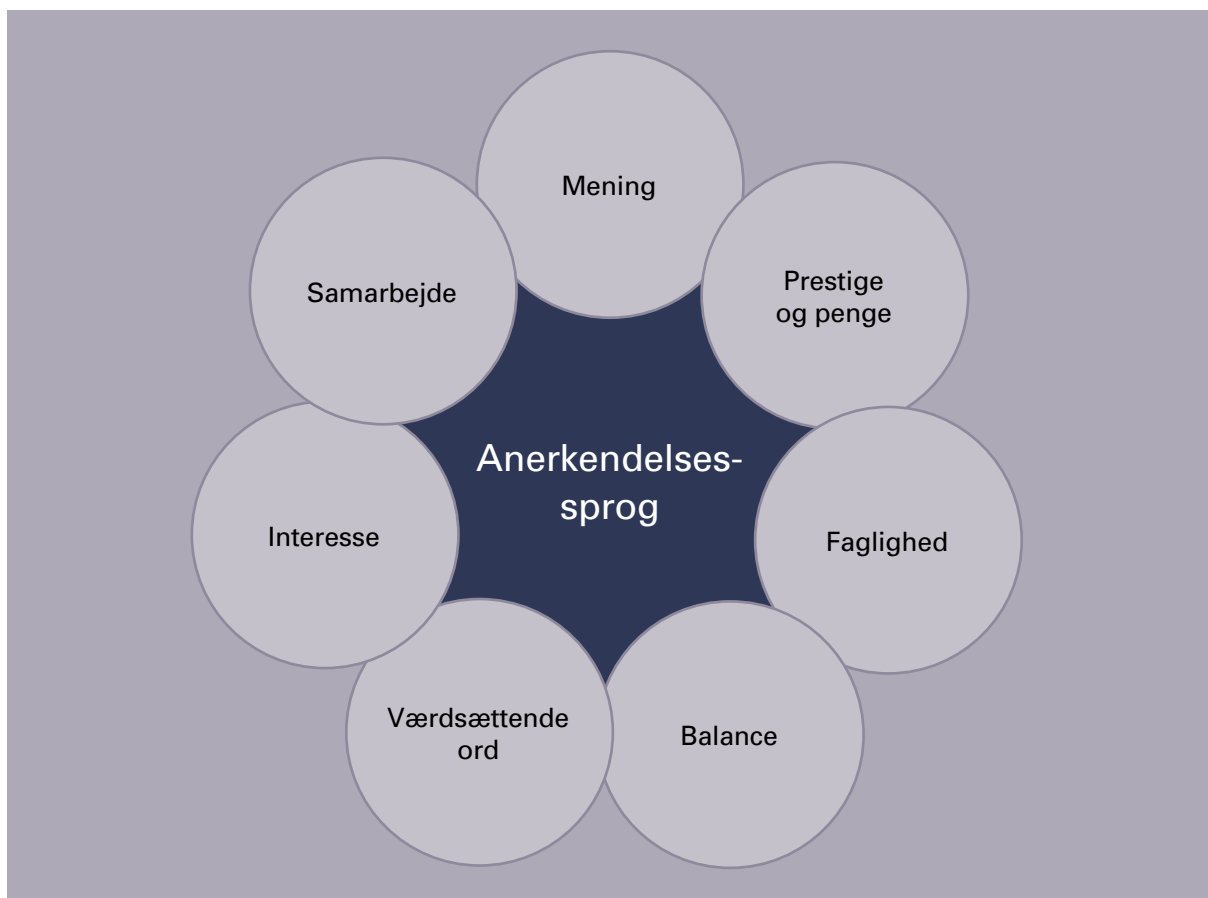 Mening
Prestige
og penge
Samarbejde
Anerkendelses-
sprog
Interesse
Faglighed
Værdsættende
ord
Balance